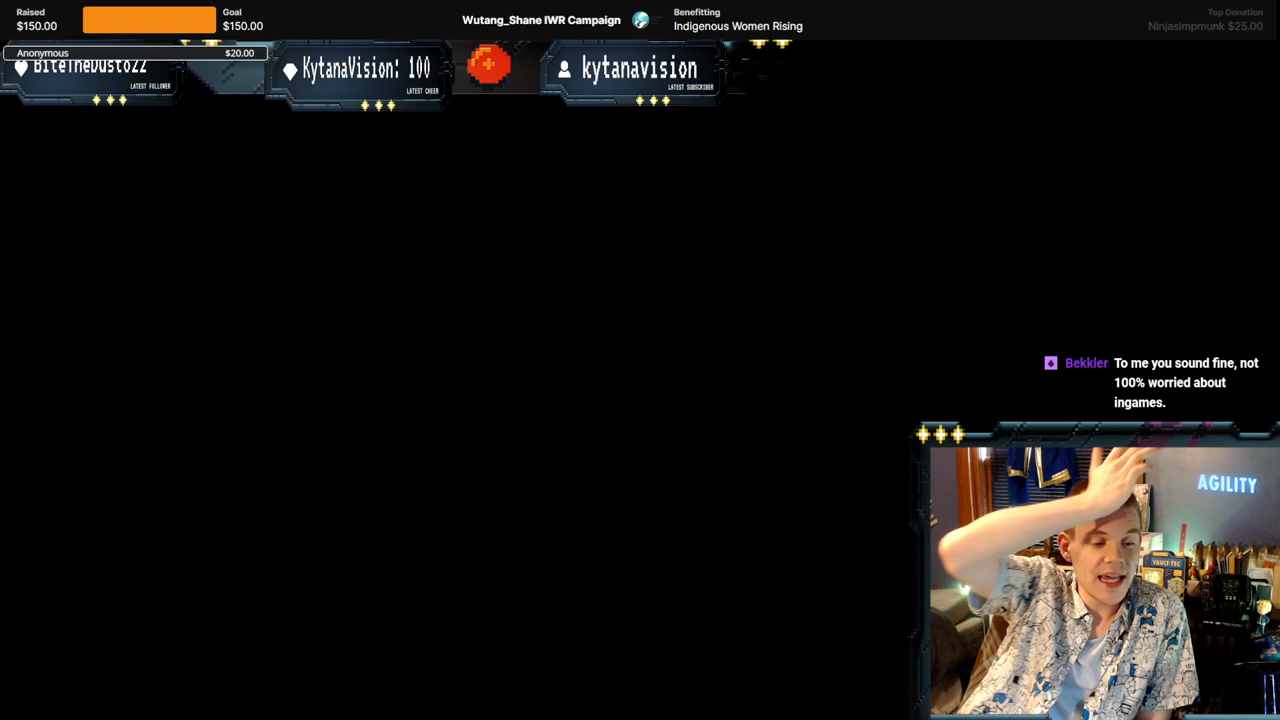 Raised
$150.00
Goal
$150.00
Wutang_Shane IWR Campaign
Benefitting
Indigenous Women Rising
Top Donation
Ninjasimpmunk $25.00
Anonymous
$20.00
BiteTheDust022
LATEST FOLLOWER
KytanaVision: 100
LATEST CHEER
kytanavision
LATEST SUBSCRIBER
Bekkler To me you sound fine, not
100% worried about
ingames.
AGILITY
VAULT-TEC